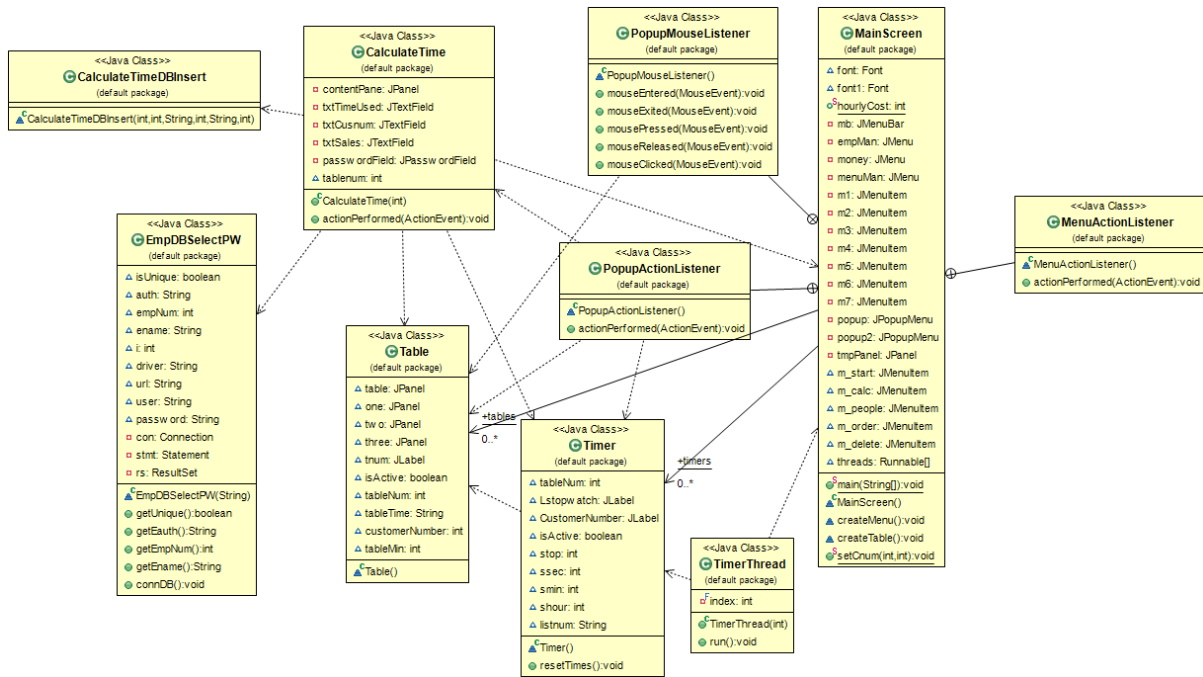 <<Java Class>>
CalculateTimeDBInsert
(default package)
CalculateTimeDBInsert(int,int,String,int,String,int)
<<Java Class>>
CalculateTime
(default package)
contentPane: JPanel
txtTimeUsed: JTextField
txtCusnum: JTextField
txtSales: JTextField
passwordField: JPasswordField
tablenum: int
CalculateTime(int)
actionPerformed(ActionEvent):void
<<Java Class>>
PopupMouseListener
(default package)
PopupMouseListener()
mouseEntered(MouseEvent):void
mouseExited(MouseEvent):void
mousePressed(MouseEvent):void
mouseReleased(MouseEvent):void
mouseClicked(MouseEvent):void
<<Java Class>>
MainScreen
(default package)
font: Font
font1: Font
hourlyCost: int
mb: JMenuBar
empMan: JMenu
money: JMenu
menuMan: JMenu
m1: JMenuItem
m2: JMenuItem
m3: JMenuItem
m4: JMenuItem
m5: JMenuItem
m6: JMenuItem
m7: JMenuItem
popup: JPopupMenu
popup2: JPopupMenu
tmpPanel: JPanel
m_start: JMenuItem
m_calc: JMenuItem
m_people: JMenuItem
m_order: JMenuItem
m_delete: JMenuItem
threads: Runnable[]
main(String[]):void
MainScreen()
createMenu():void
createTable():void
setCnum(int,int):void
<<Java Class>>
MenuActionListener
(default package)
MenuActionListener()
actionPerformed(ActionEvent):void
<<Java Class>>
EmpDBSelectPW
(default package)
isUnique: boolean
auth: String
empNum: int
ename: String
i: int
driver: String
url: String
user: String
password: String
con: Connection
stmt: Statement
rs: ResultSet
EmpDBSelectPW(String)
getUnique():boolean
getEauth():String
getEmpNum():int
getEname():String
connDB():void
<<Java Class>>
PopupActionListener
(default package)
PopupActionListener()
actionPerformed(ActionEvent):void
<<Java Class>>
Table
(default package)
table: JPanel
one: JPanel
two: JPanel
three: JPanel
tnum: JLabel
isActive: boolean
tableNum: int
tableTime: String
customerNumber: int
tableMin: int
Table()
+tables
0..*
<<Java Class>>
Timer
(default package)
tableNum: int
Lstopwatch: JLabel
CustomerNumber: JLabel
isActive: boolean
stop: int
ssec: int
smin: int
shour: int
listnum: String
Timer()
resetTimes():void
+timers
0..*
<<Java Class>>
TimerThread
(default package)
index: int
TimerThread(int)
run():void